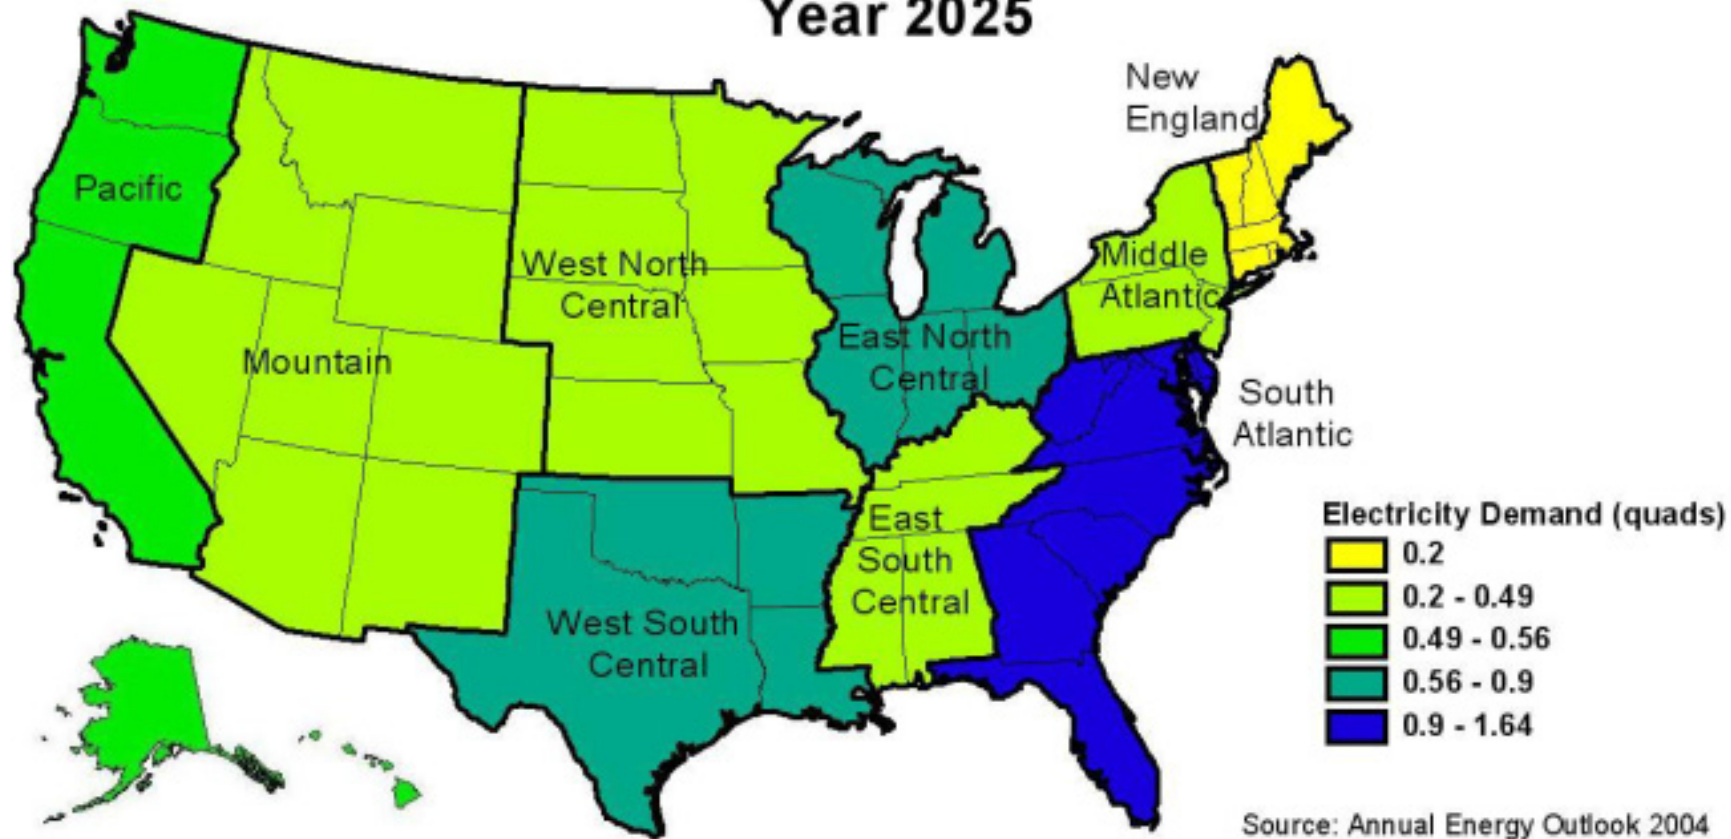 Year 2025
New
England
Pacific
Middle
Atlantic
West North
Central
East North
Central
Mountain
South
Atlantic
East
South
Central
West South
Central
Electricity Demand (quads)
0.2
0.2 - 0.49
0.49 - 0.56
0.56 - 0.9
0.9 - 1.64
Source: Annual Energy Outlook 2004